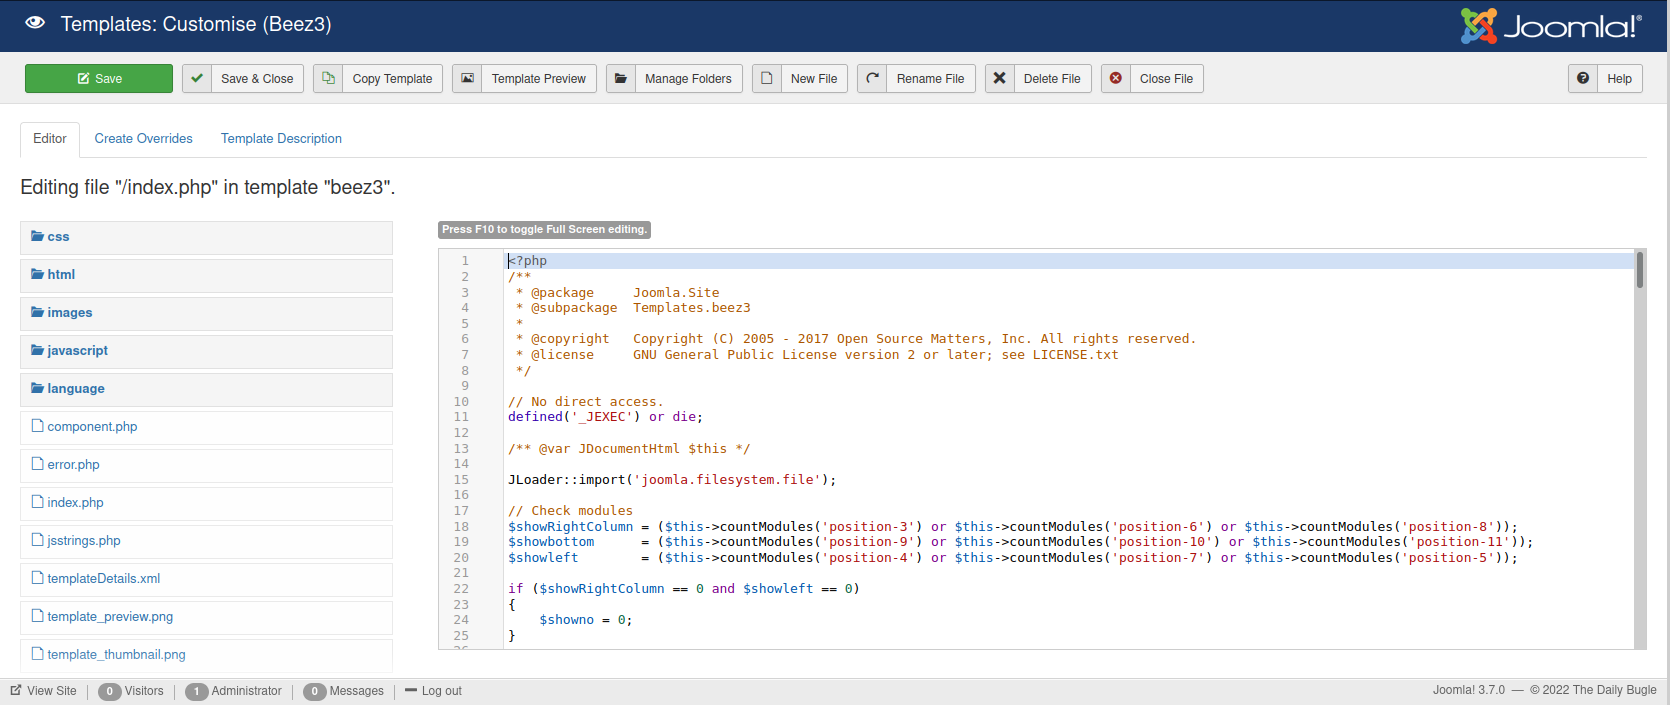 Templates: Customise (Beez3)
Joomla!®
Save
Save & Close
Copy Template
Template Preview
Manage Folders
New File
Rename File
Delete File
Close File
Help
Editor
Create Overrides
Template Description
Editing file "/index.php" in template "beez3".
css
html
images
javascript
language
component.php
error.php
index.php
jsstrings.php
templateDetails.xml
template_preview.png
template_thumbnail.png
Press F10 to toggle Full Screen editing.
1 <?php
2 /**
3  * @package     Joomla.Site
4  * @subpackage  Templates.beez3
5  *
6  * @copyright   Copyright (C) 2005 - 2017 Open Source Matters, Inc. All rights reserved.
7  * @license     GNU General Public License version 2 or later; see LICENSE.txt
8  */
9
10 // No direct access.
11 defined('_JEXEC') or die;
12
13 /** @var JDocumentHtml $this */
14
15 JLoader::import('joomla.filesystem.file');
16
17 // Check modules
18 $showRightColumn = ($this->countModules('position-3') or $this->countModules('position-6') or $this->countModules('position-8'));
19 $showbottom      = ($this->countModules('position-9') or $this->countModules('position-10') or $this->countModules('position-11'));
20 $showleft        = ($this->countModules('position-4') or $this->countModules('position-7') or $this->countModules('position-5'));
21
22 if ($showRightColumn == 0 and $showleft == 0)
23 {
24     $showno = 0;
25 }
View Site
0 Visitors
1 Administrator
0 Messages
Log out
Joomla! 3.7.0 — © 2022 The Daily Bugle